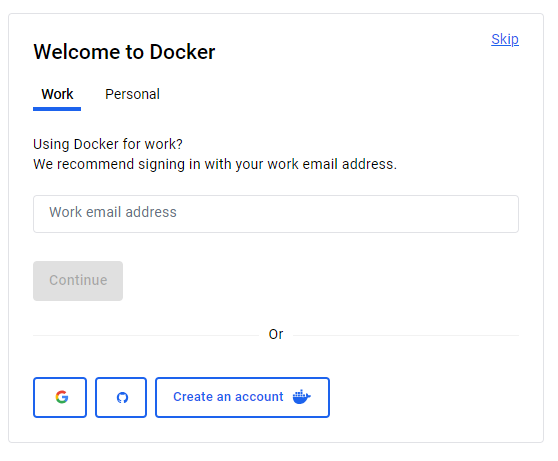 Skip
Welcome to Docker
Work Personal
Using Docker for work?
We recommend signing in with your work email address.
Work email address
Continue
Or
Create an account